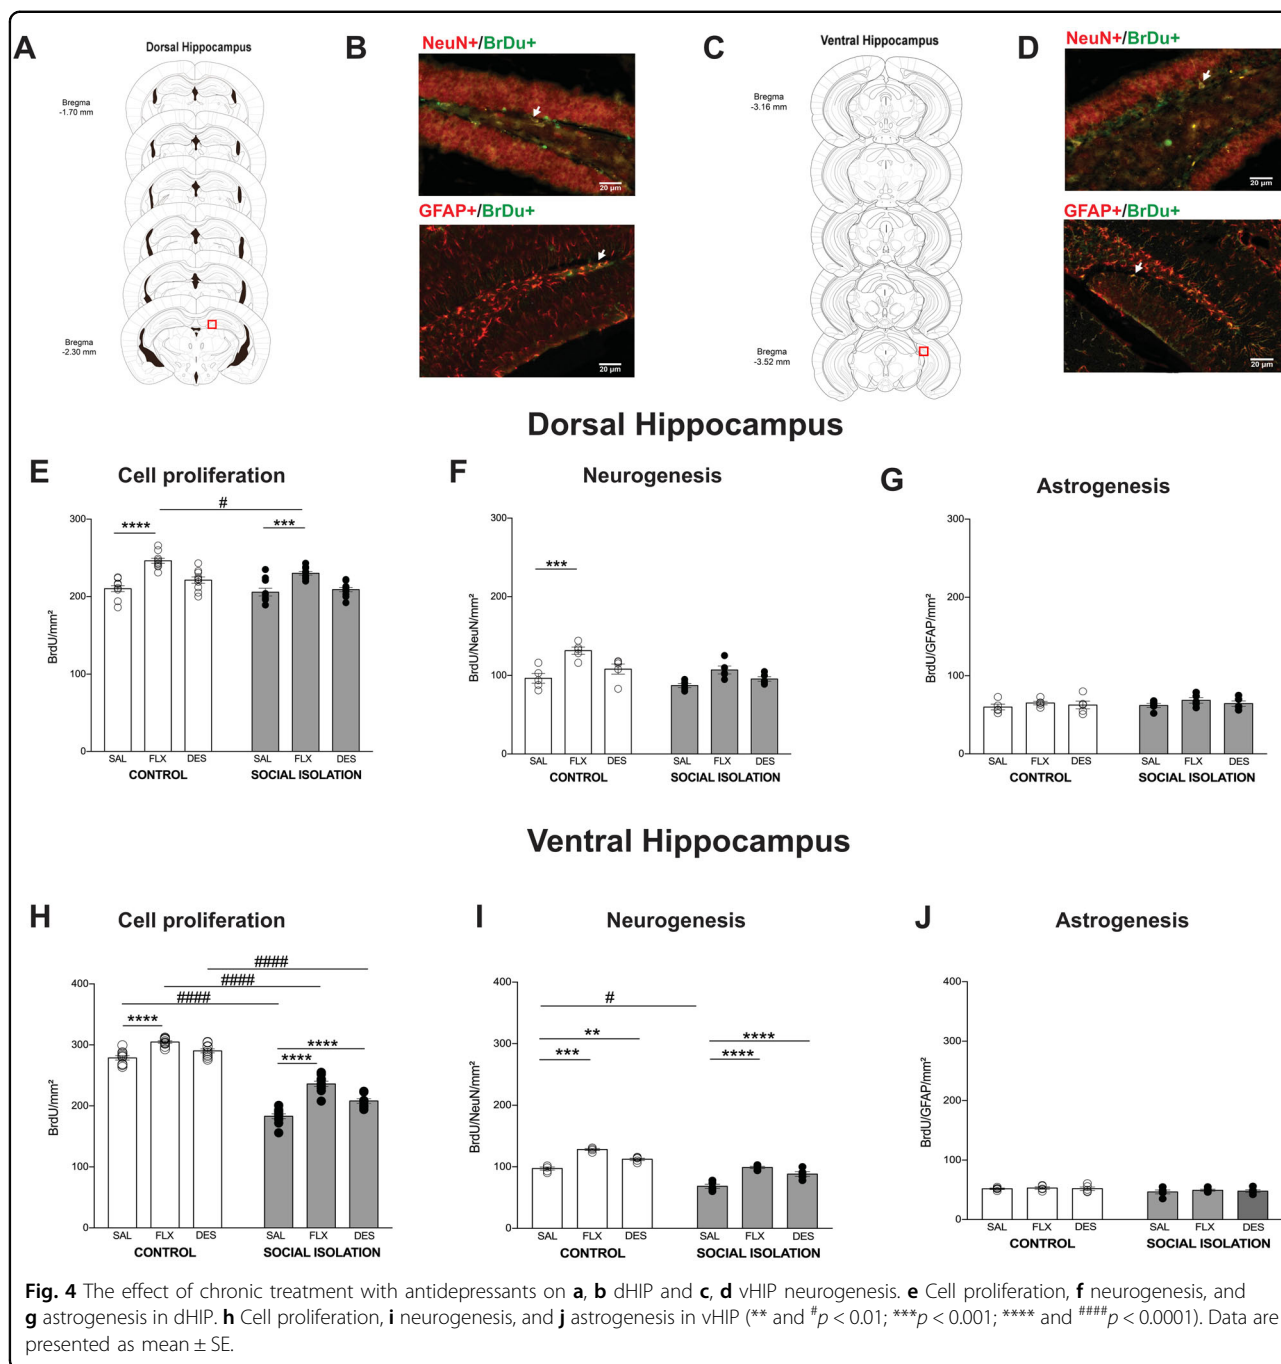 A
Dorsal Hippocampus
Bregma
-1.70 mm
Bregma
-2.30 mm
B
NeuN+/BrDu+
20 μm
GFAP+/BrDu+
20 μm
C
Ventral Hippocampus
Bregma
-3.16 mm
Bregma
-3.52 mm
D
NeuN+/BrDu+
20 μm
GFAP+/BrDu+
20 μm
Dorsal Hippocampus
E
Cell proliferation
#
**** ***
300
200
100
0
BrdU/mm²
SAL FLX DES SAL FLX DES
CONTROL SOCIAL ISOLATION
F
Neurogenesis
***
300
200
100
0
BrdU/NeuN/mm²
SAL FLX DES SAL FLX DES
CONTROL SOCIAL ISOLATION
G
Astrogenesis
300
200
100
0
BrdU/GFAP/mm²
SAL FLX DES SAL FLX DES
CONTROL SOCIAL ISOLATION
Ventral Hippocampus
H
Cell proliferation
####
####
####
**** ****
****
400
300
200
100
0
BrdU/mm²
SAL FLX DES SAL FLX DES
CONTROL SOCIAL ISOLATION
I
Neurogenesis
#
** ****
*** ****
400
300
200
100
0
BrdU/NeuN/mm²
SAL FLX DES SAL FLX DES
CONTROL SOCIAL ISOLATION
J
Astrogenesis
400
300
200
100
0
BrdU/GFAP/mm²
SAL FLX DES SAL FLX DES
CONTROL SOCIAL ISOLATION
Fig. 4 The effect of chronic treatment with antidepressants on a, b dHIP and c, d vHIP neurogenesis. e Cell proliferation, f neurogenesis, and
g astrogenesis in dHIP. h Cell proliferation, i neurogenesis, and j astrogenesis in vHIP (** and #p < 0.01; ***p < 0.001; **** and ####p < 0.0001). Data are
presented as mean ± SE.